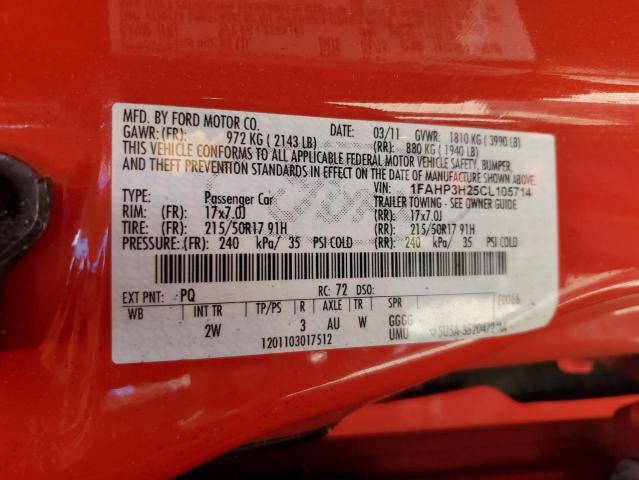 MFD. BY FORD MOTOR CO.
DATE: 03/11 GVWR: 1810 KG ( 3990 LB)
GAWR: (FR): 972 KG ( 2143 LB) (RR): 880 KG ( 1940 LB)
THIS VEHICLE CONFORMS TO ALL APPLICABLE FEDERAL MOTOR VEHICLE SAFETY, BUMPER,
AND THEFT PREVENTION STANDARDS IN EFFECT ON THE DATE OF MANUFACTURE SHOWN ABOVE.
VIN: 1FAHP3H25CL105714
TYPE: Passenger Car TRAILER TOWING - SEE OWNER GUIDE
RIM: (FR): 17x7.0J (RR): 17x7.0J
TIRE: (FR): 215/50R17 91H (RR): 215/50R17 91H
PRESSURE: (FR): 240 kPa/ 35 PSI COLD (RR): 240 kPa/ 35 PSI COLD
EXT PNT: PQ RC: 72 DSO:
WB INT TR TP/PS R AXLE TR SPR
2W 3 AU W GGGG
UMU
1201103017512